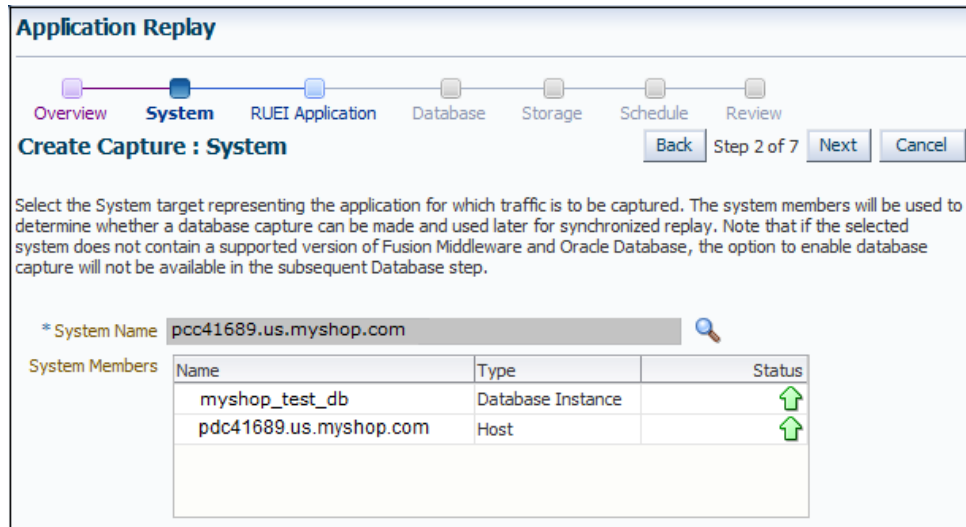 Application Replay
Overview System RUEI Application Database Storage Schedule Review
Create Capture : System Back Step 2 of 7 Next Cancel
Select the System target representing the application for which traffic is to be captured. The system members will be used to
determine whether a database capture can be made and used later for synchronized replay. Note that if the selected
system does not contain a supported version of Fusion Middleware and Oracle Database, the option to enable database
capture will not be available in the subsequent Database step.
* System Name pcc41689.us.myshop.com
System Members Name Type Status
myshop_test_db Database Instance
pdc41689.us.myshop.com Host